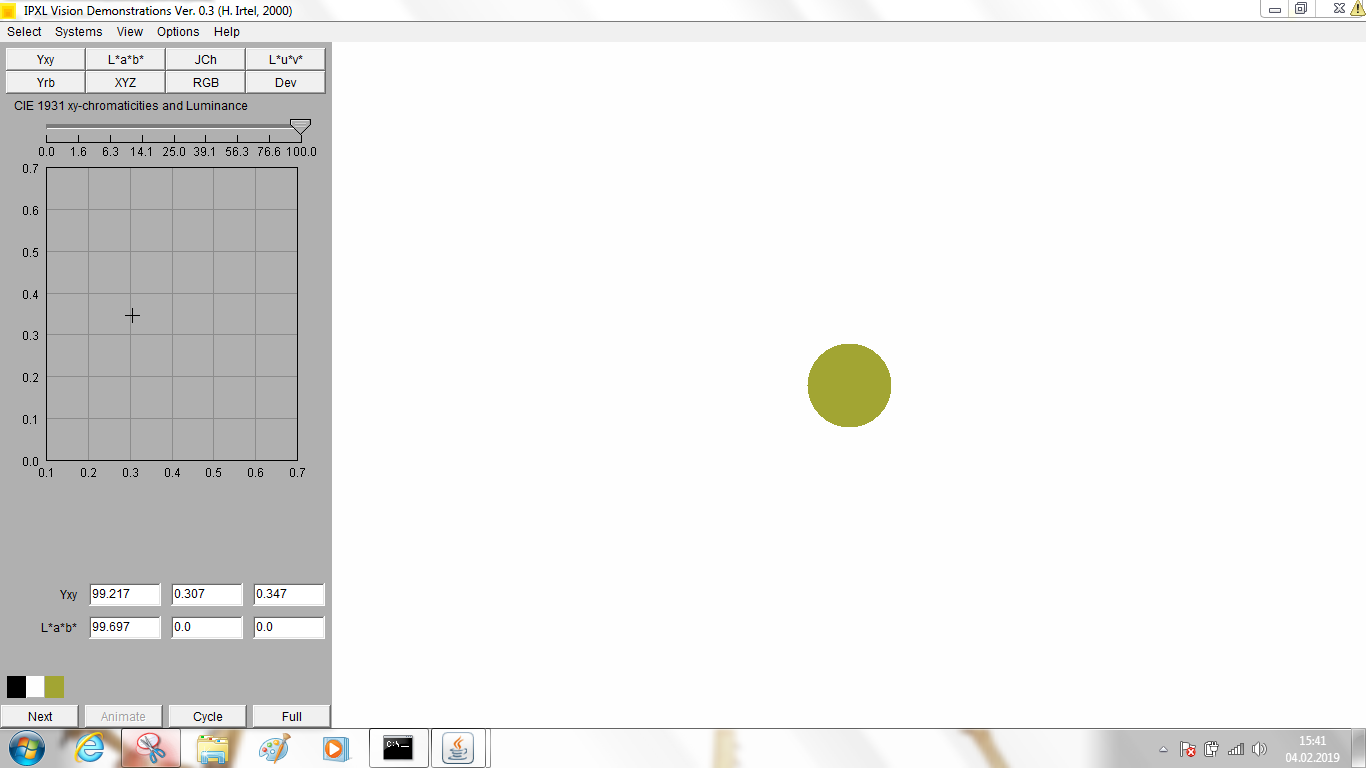 IPXL Vision Demonstrations Ver. 0.3 (H. Irtel, 2000)
Select Systems View Options Help
Yxy L*a*b* JCh L*u*v*
Yrb XYZ RGB Dev
CIE 1931 xy-chromaticities and Luminance
0.0 1.6 6.3 14.1 25.0 39.1 56.3 76.6 100.0
0.7
0.6
0.5
0.4
0.3
0.2
0.1
0.0
0.1 0.2 0.3 0.4 0.5 0.6 0.7
Yxy 99.217 0.307 0.347
L*a*b* 99.697 0.0 0.0
Next Animate Cycle Full
C:\_
15:41
04.02.2019